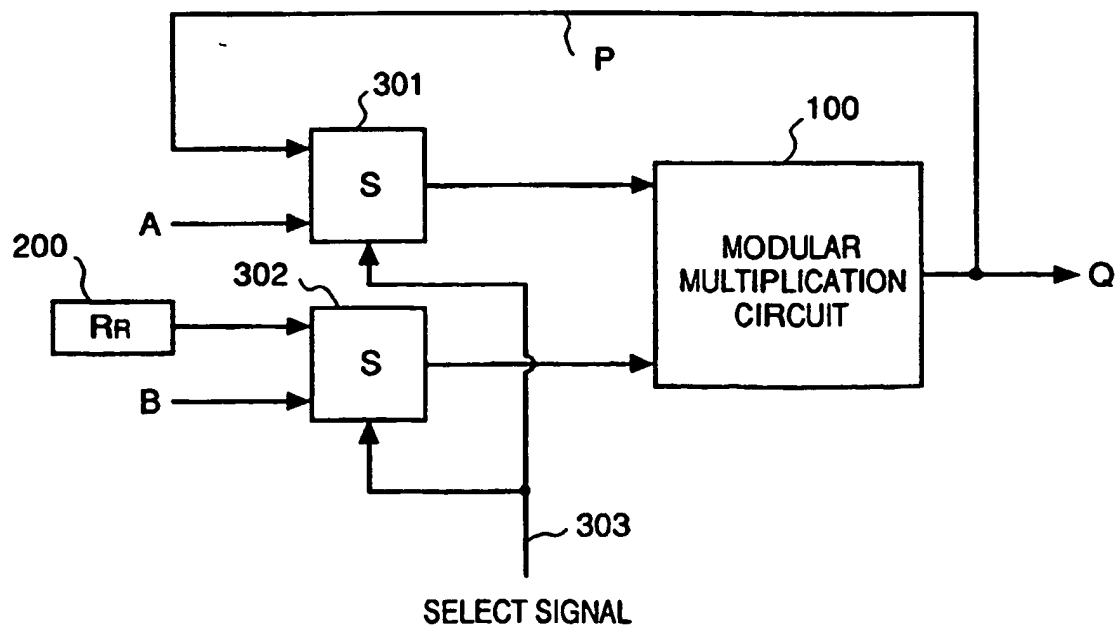 P
301
100
S
A
MODULAR
MULTIPLICATION
CIRCUIT
Q
200
302
RR
S
B
303
SELECT SIGNAL